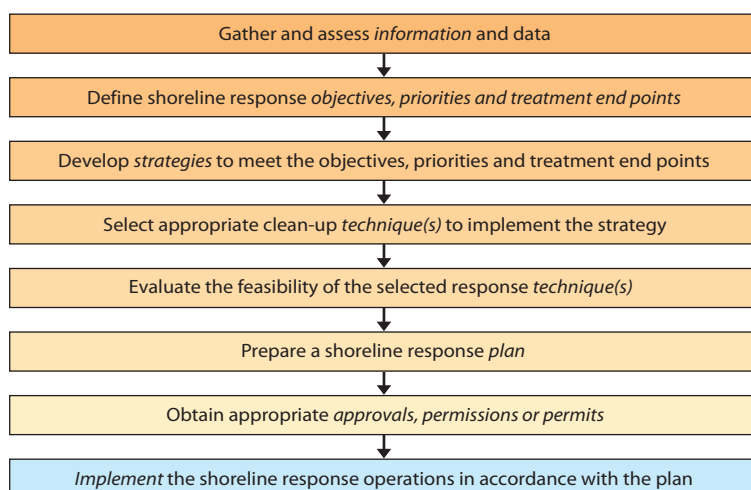 Gather and assess information and data
Define shoreline response objectives, priorities and treatment end points
Develop strategies to meet the objectives, priorities and treatment end points
Select appropriate clean-up technique(s) to implement the strategy
Evaluate the feasibility of the selected response technique(s)
Prepare a shoreline response plan
Obtain appropriate approvals, permissions or permits
Implement the shoreline response operations in accordance with the plan